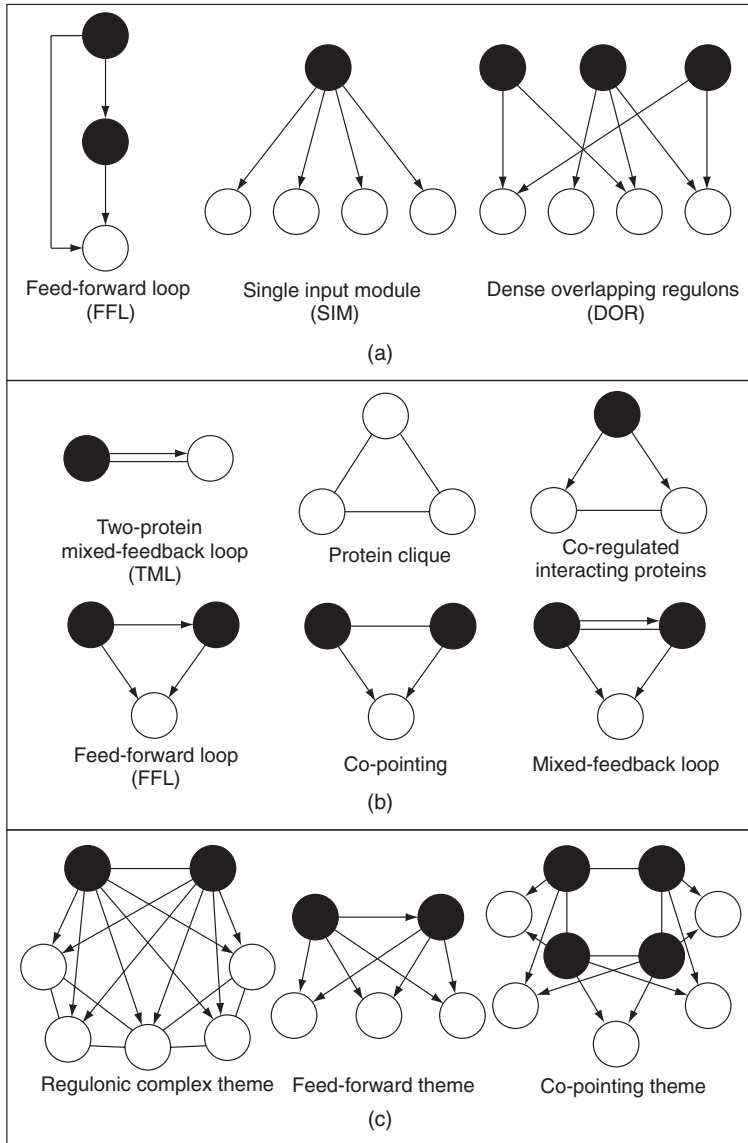 Feed-forward loop
(FFL)
Single input module
(SIM)
Dense overlapping regulons
(DOR)
(a)
Two-protein
mixed-feedback loop
(TML)
Protein clique
Co-regulated
interacting proteins
Feed-forward loop
(FFL)
Co-pointing
Mixed-feedback loop
(b)
Regulonic complex theme
Feed-forward theme
Co-pointing theme
(c)